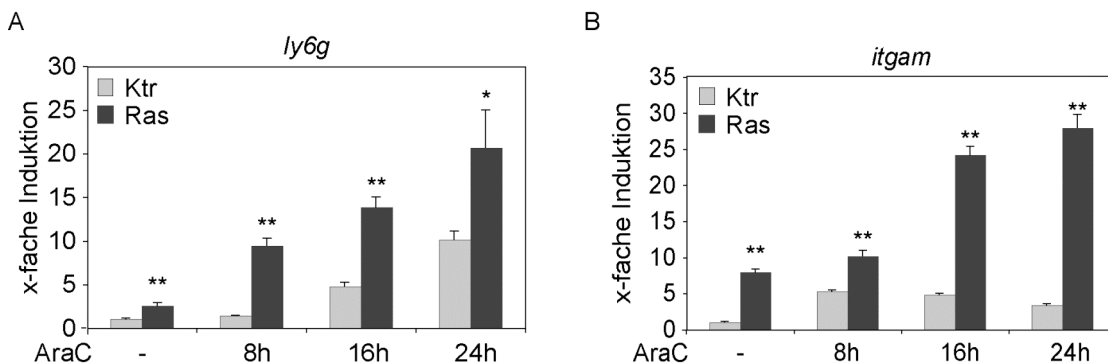 A
ly6g
30
25
20
15
10
5
0
x-fache Induktion
Ktr
Ras
**
**
**
*
AraC - 8h 16h 24h
B
itgam
35
30
25
20
15
10
5
0
x-fache Induktion
Ktr
Ras
**
**
**
**
AraC - 8h 16h 24h